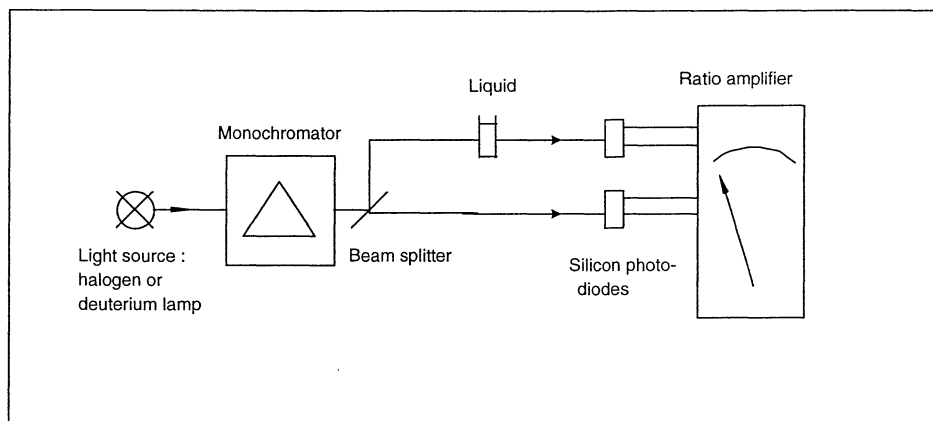 Ratio amplifier
Liquid
Monochromator
Light source :
halogen or
deuterium lamp
Beam splitter
Silicon photo-
diodes